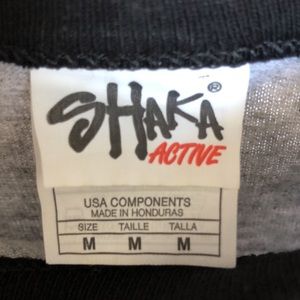 SHAKA®
ACTIVE
USA COMPONENTS
MADE IN HONDURAS
SIZE TAILLE TALLA
M M M